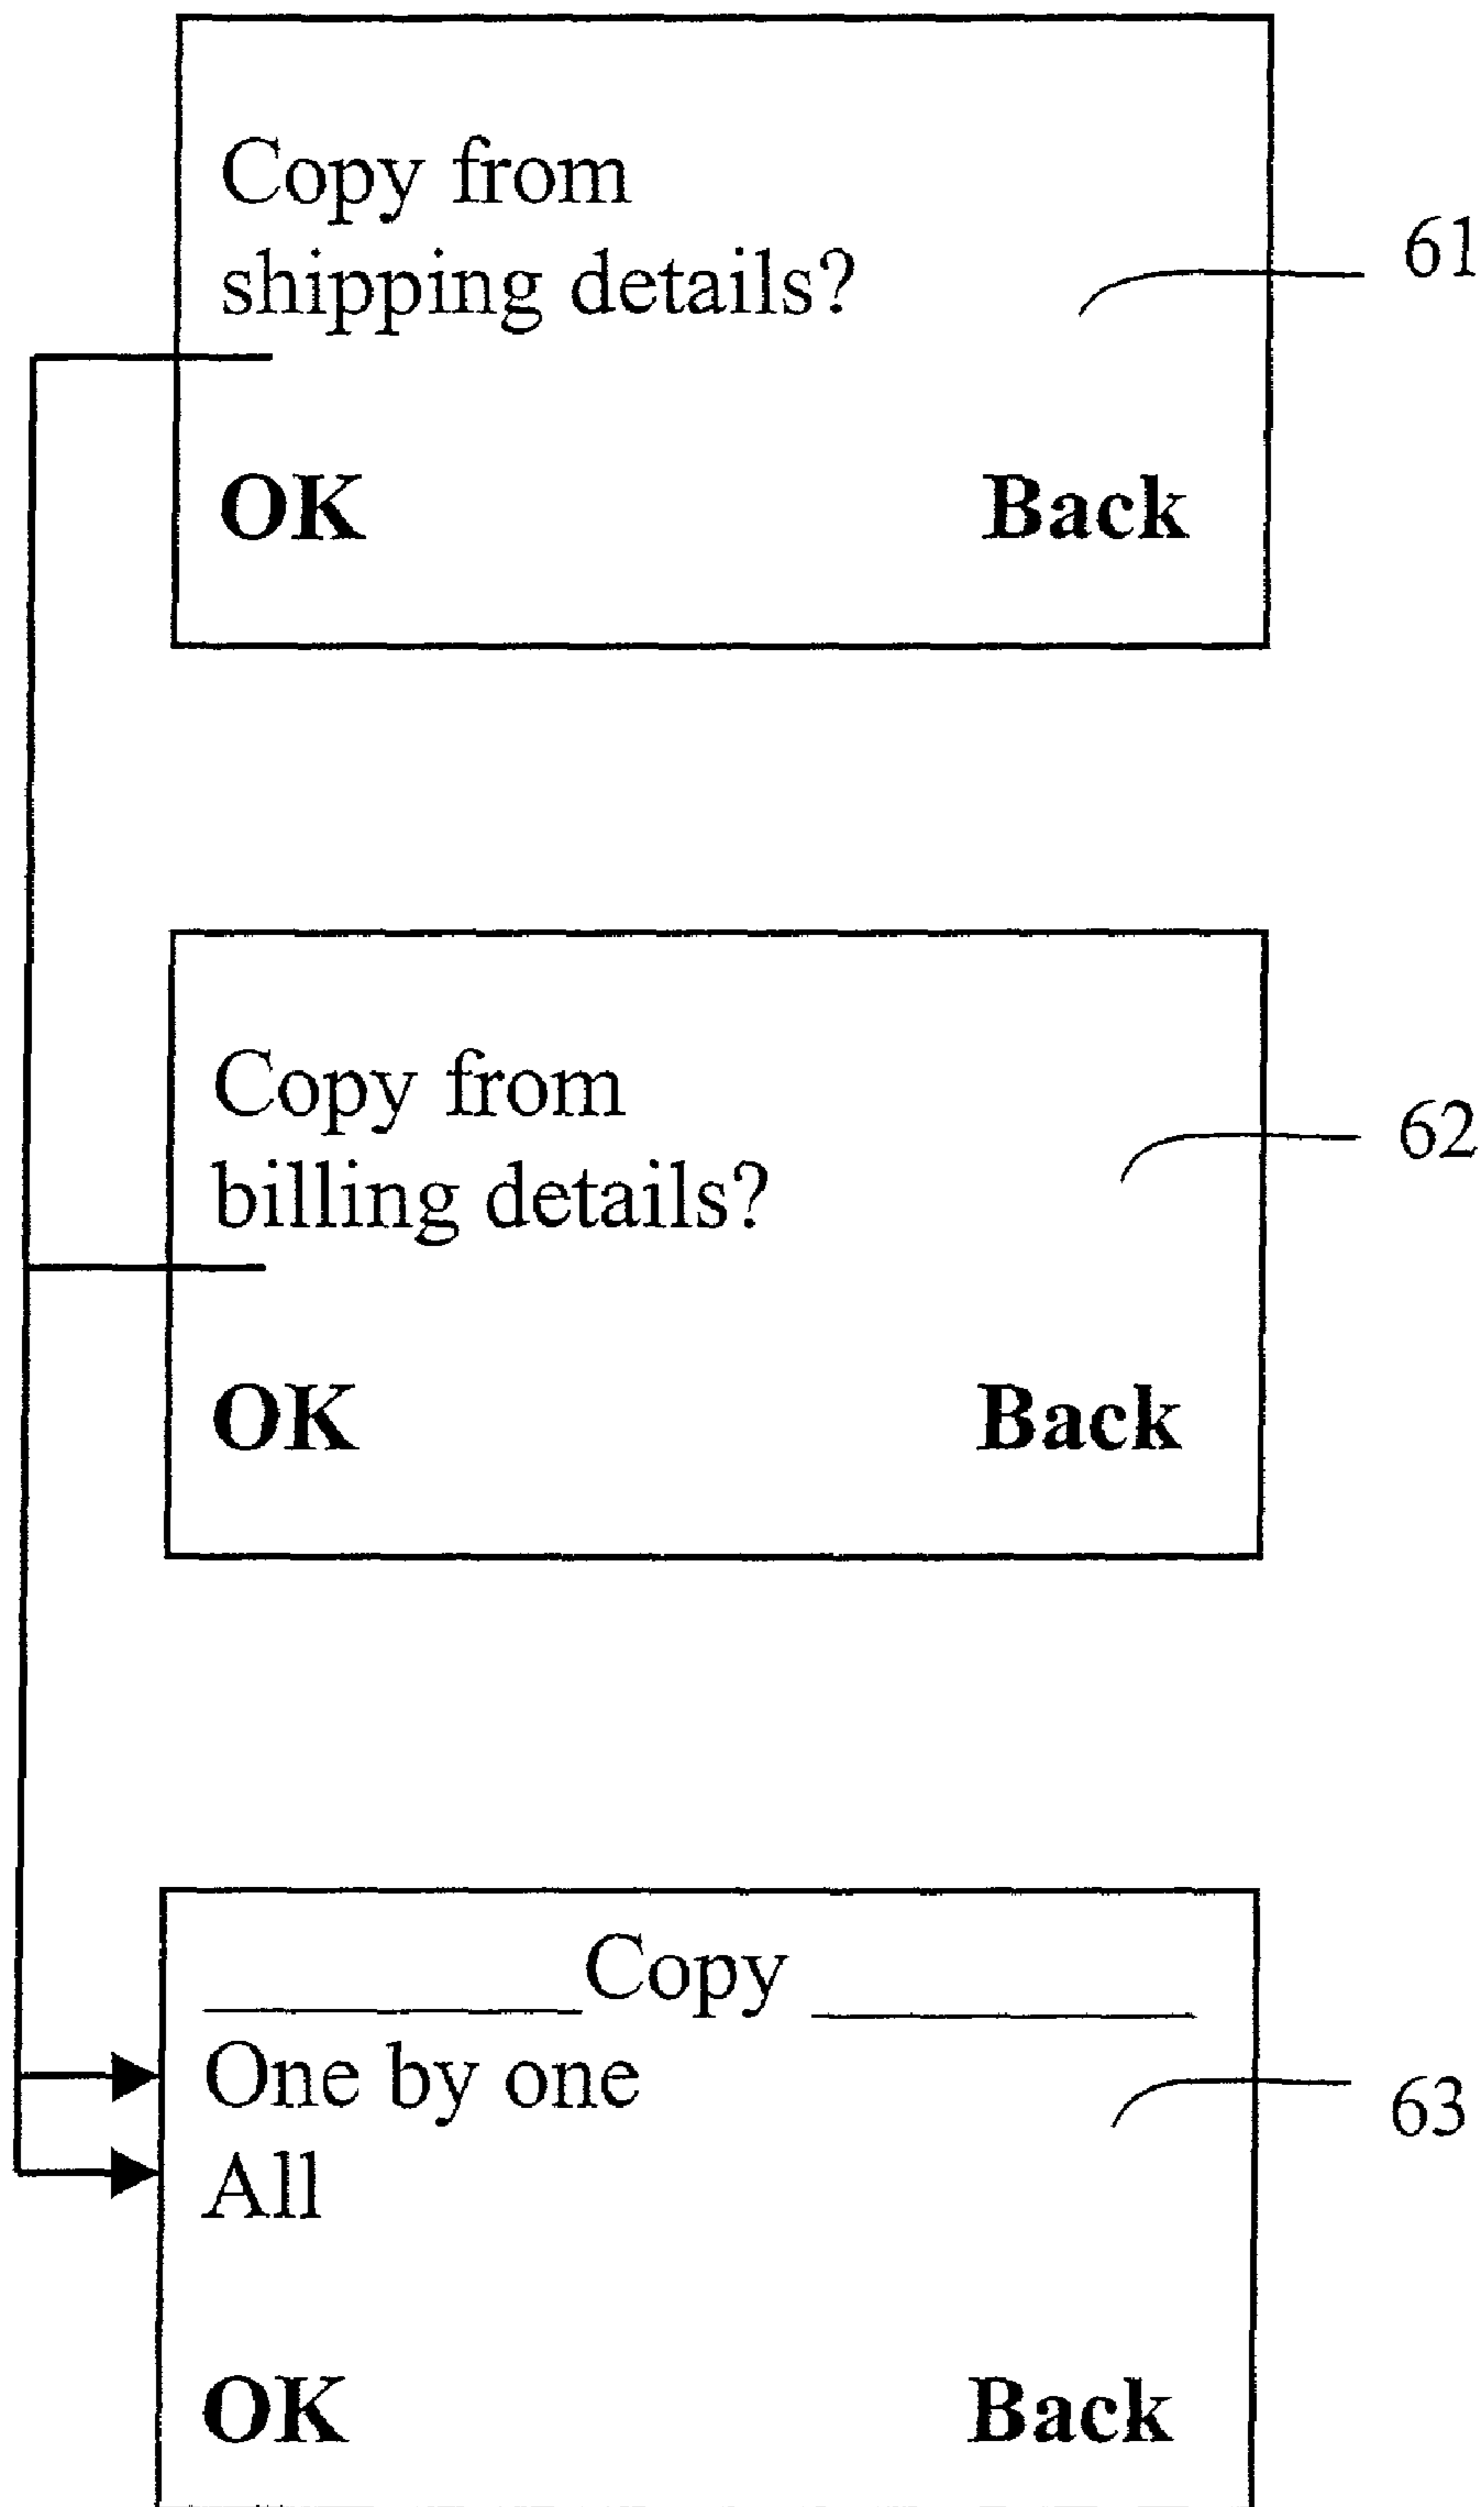 Copy from
shipping details?
61
OK Back
Copy from
billing details?
62
OK Back
Copy
One by one
63
All
OK Back